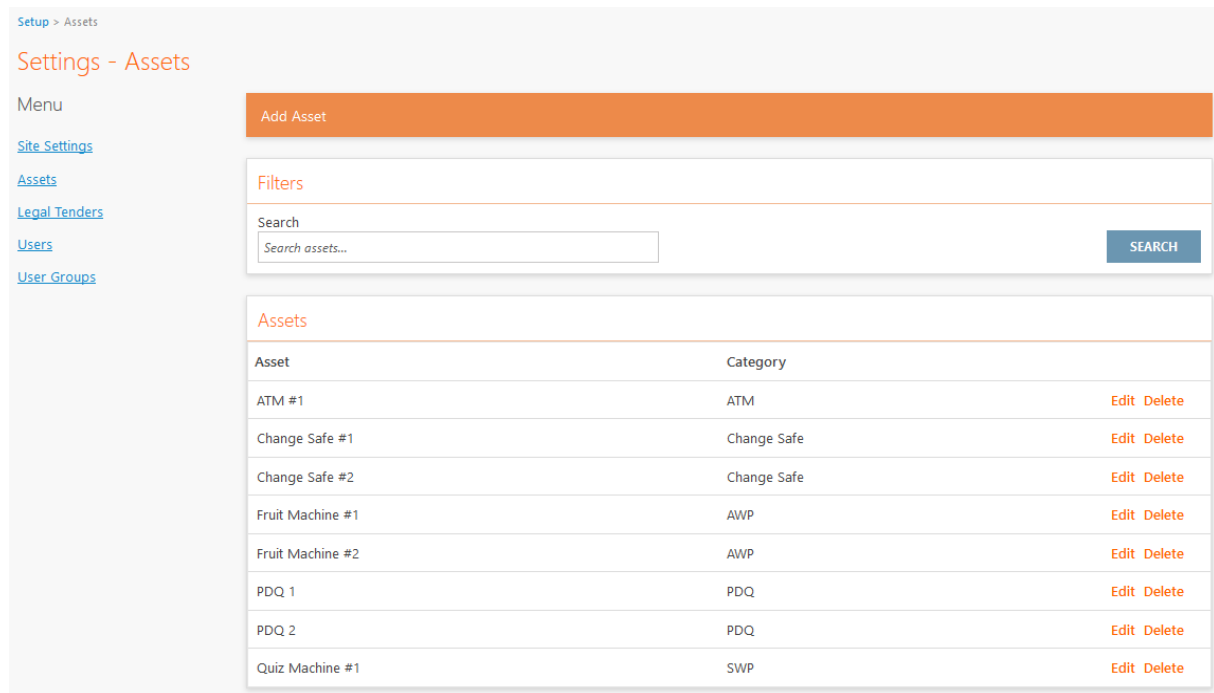 Setup > Assets
Settings - Assets
Menu
Site Settings
Assets
Legal Tenders
Users
User Groups
Add Asset
Filters
Search
Search assets...
SEARCH
Assets
Asset Category
ATM #1 ATM Edit Delete
Change Safe #1 Change Safe Edit Delete
Change Safe #2 Change Safe Edit Delete
Fruit Machine #1 AWP Edit Delete
Fruit Machine #2 AWP Edit Delete
PDQ 1 PDQ Edit Delete
PDQ 2 PDQ Edit Delete
Quiz Machine #1 SWP Edit Delete